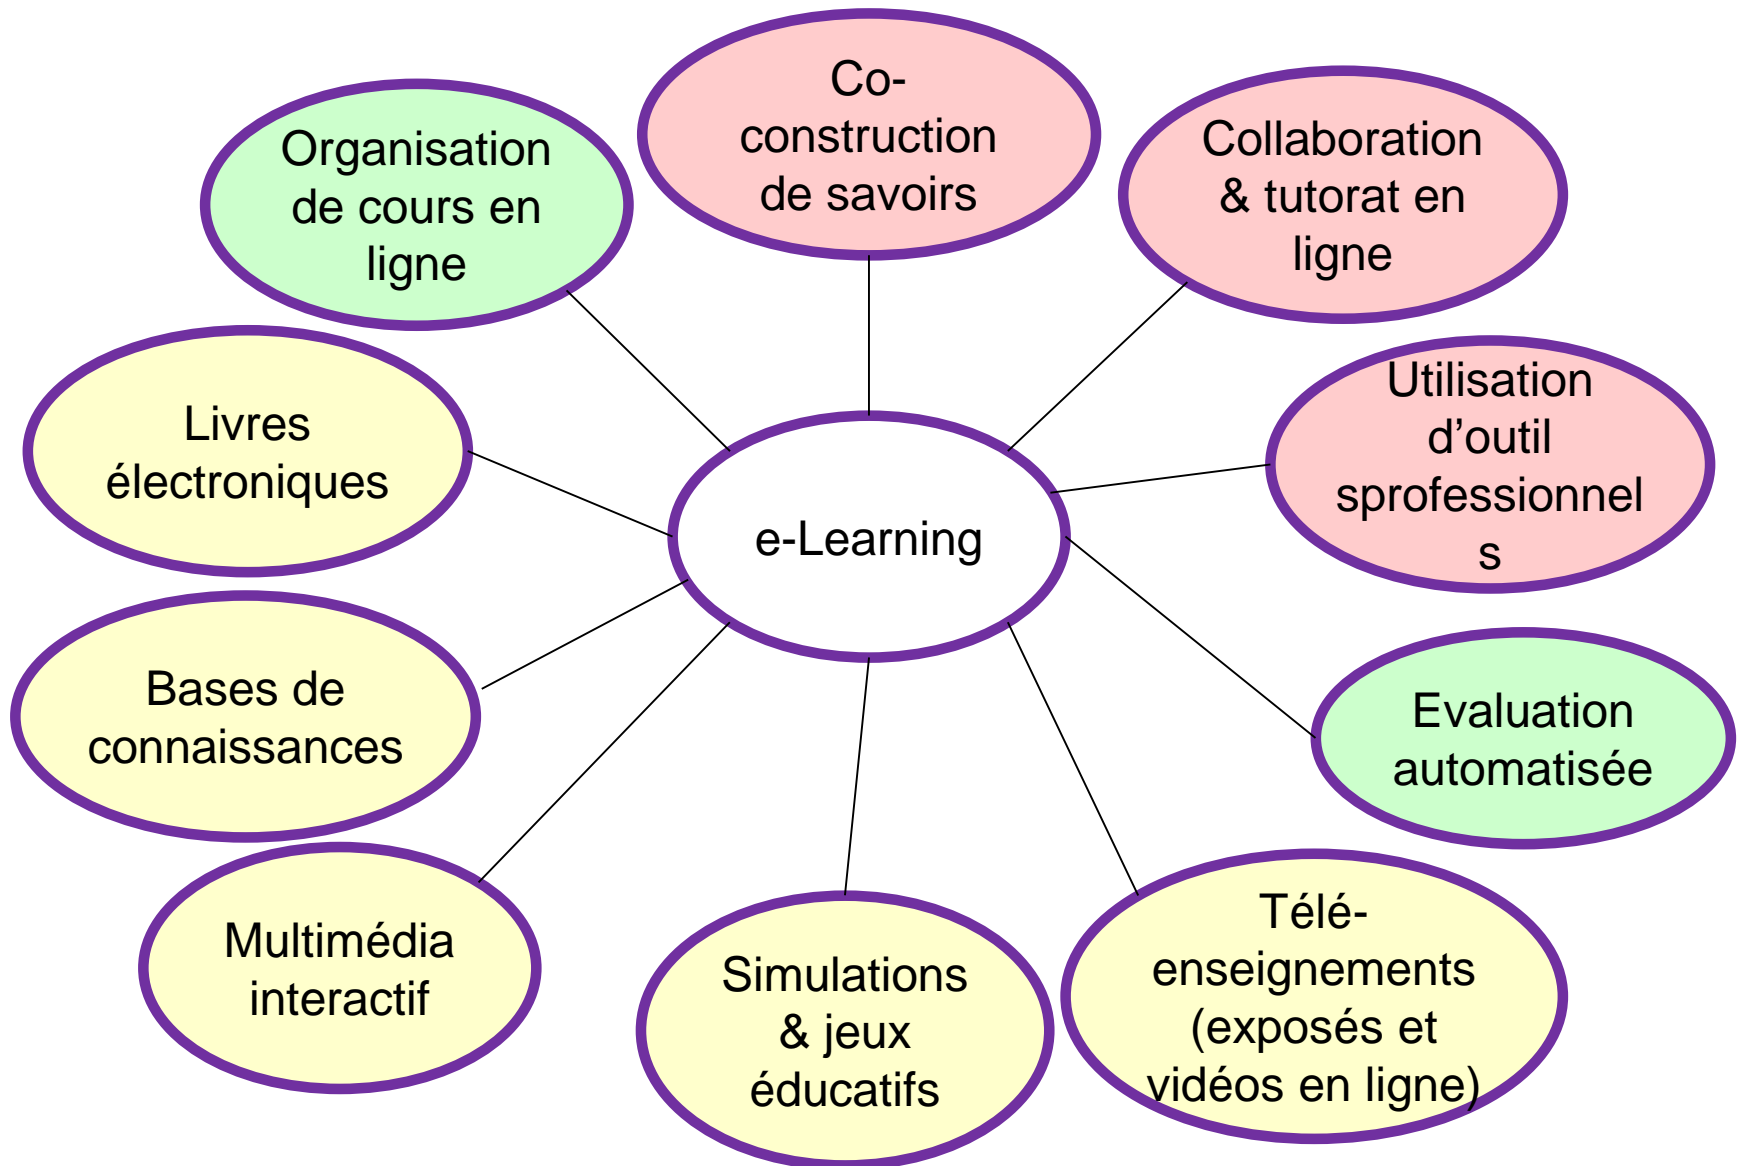 Co-
construction
de savoirs
Organisation
de cours en
ligne
Collaboration
& tutorat en
ligne
Livres
électroniques
Utilisation
d’outil
sprofessionnel
s
e-Learning
Bases de
connaissances
Evaluation
automatisée
Multimédia
interactif
Simulations
& jeux
éducatifs
Télé-
enseignements
(exposés et
vidéos en ligne)